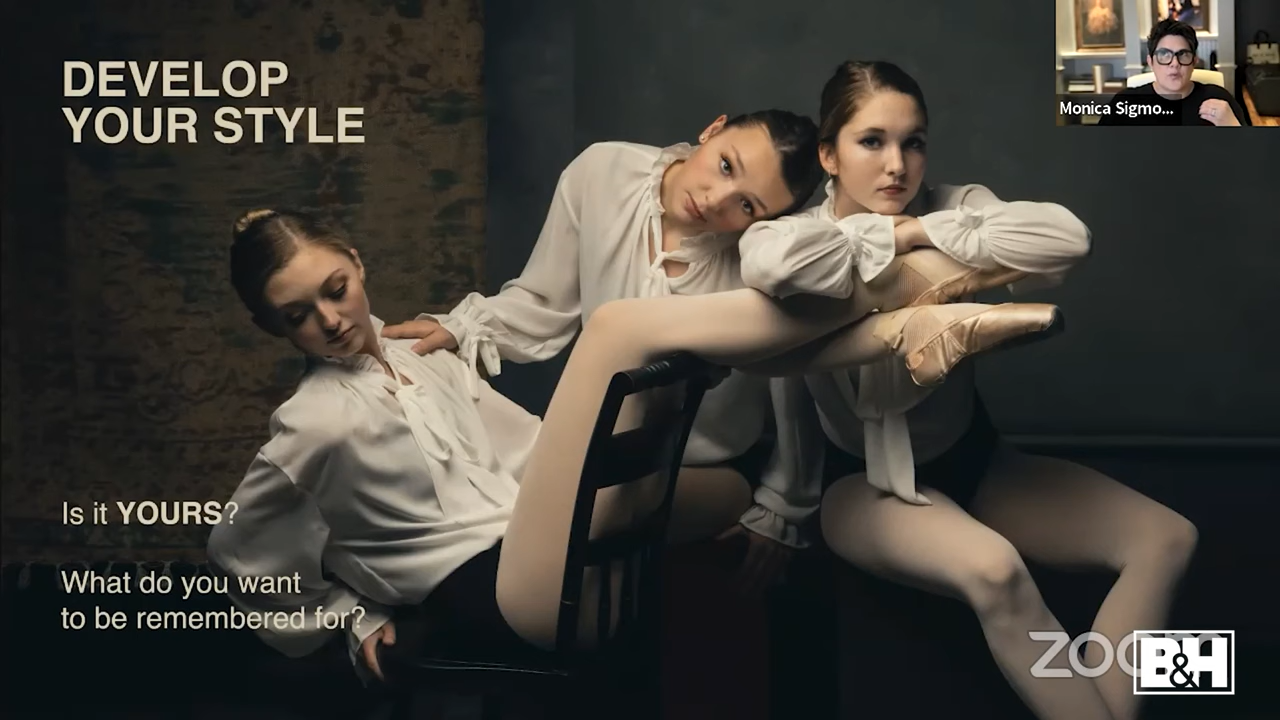 DEVELOP
YOUR STYLE
Monica Sigmo...
Is it YOURS?
What do you want
to be remembered for?
B&H